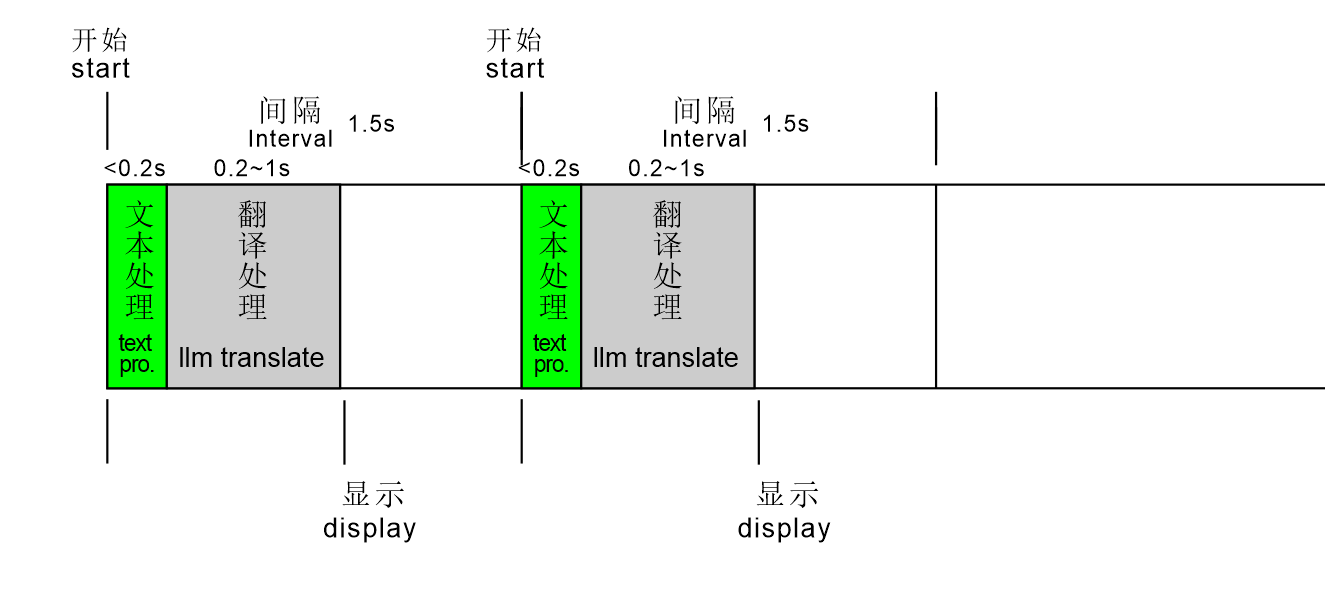 开始
start
开始
start
间隔
Interval
1.5s
间隔
Interval
1.5s
<0.2s
0.2~1s
<0.2s
0.2~1s
文本处理
text
pro.
翻译处理
llm translate
文本处理
text
pro.
翻译处理
llm translate
显示
display
显示
display